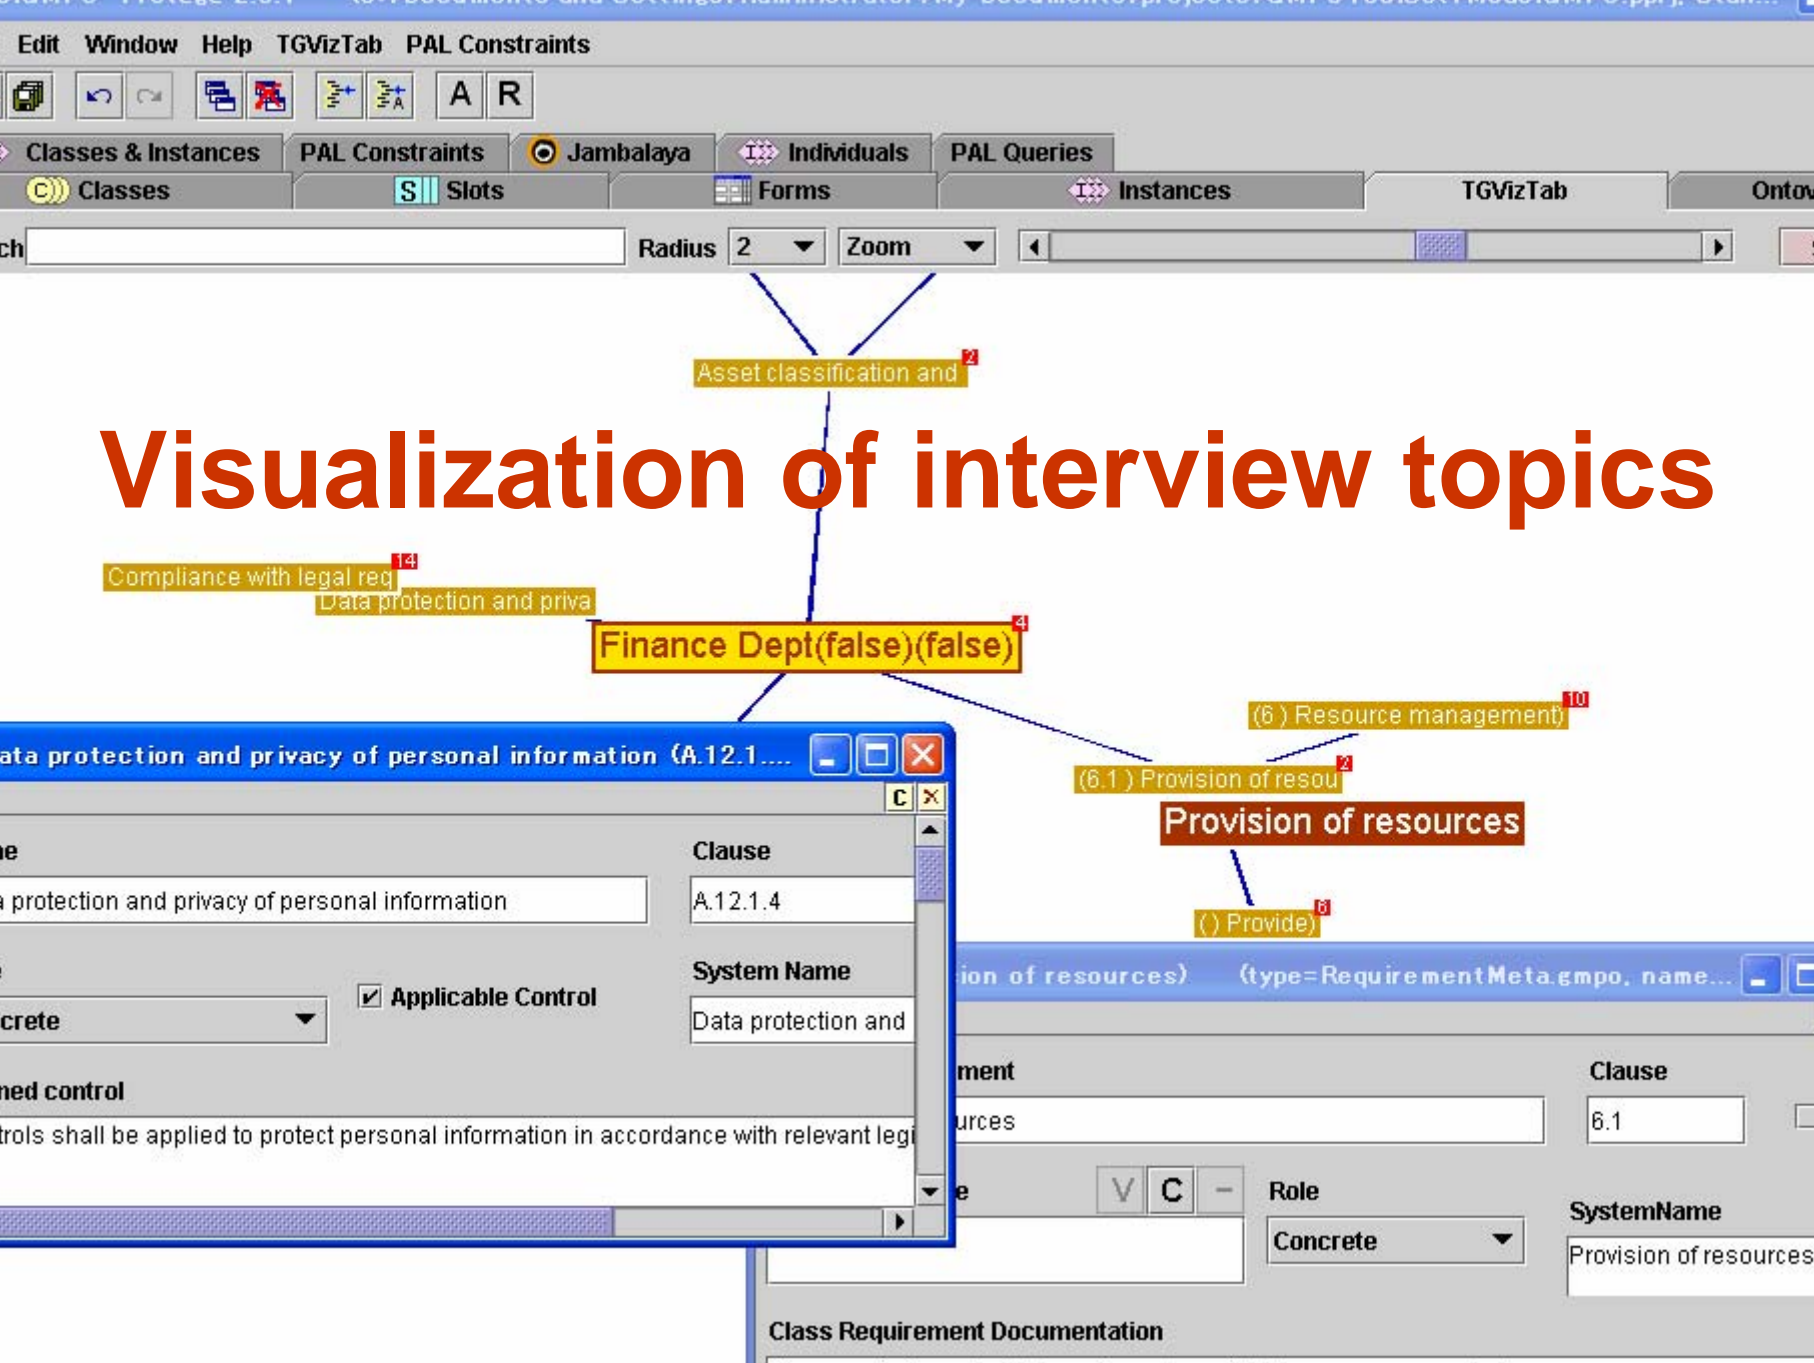 Edit Window Help TGVizTab PAL Constraints
A R
Classes & Instances PAL Constraints Jambalaya Individuals PAL Queries
C Classes S Slots Forms Instances TGVizTab Ontov
ch Radius 2 Zoom
Asset classification and 2
Visualization of interview topics
Compliance with legal req 14
Data protection and priva
Finance Dept(false)(false) 4
(6 ) Resource management) 10
ata protection and privacy of personal information (A.12.1....
(6.1 ) Provision of resou 2
C
Provision of resources
Clause
protection and privacy of personal information A.12.1.4
() Provide) 6
System Name
Applicable Control
ion of resources) (type=RequirementMeta.gmpo, name...
crete Data protection and
ment Clause
ned control
urces 6.1
trols shall be applied to protect personal information in accordance with relevant legi
e V C – Role
SystemName
Concrete
Provision of resources
Class Requirement Documentation